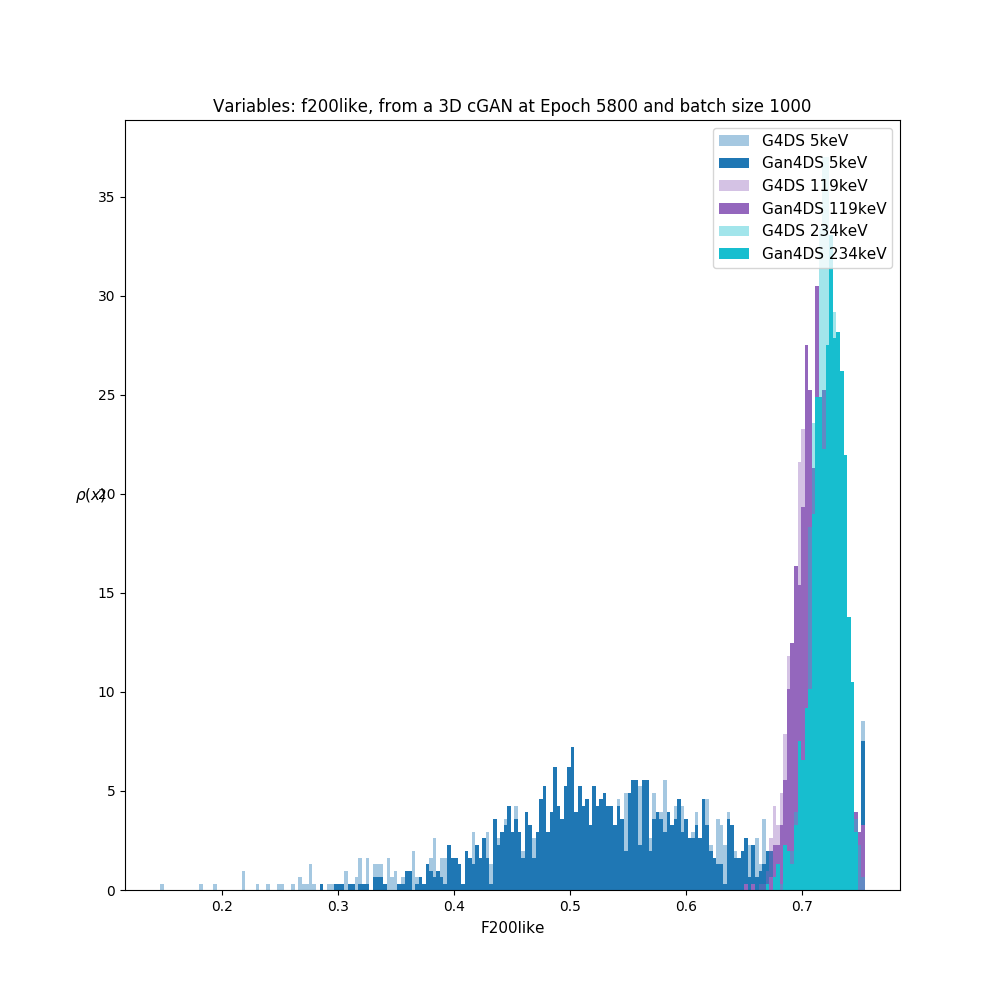 Variables: f200like, from a 3D cGAN at Epoch 5800 and batch size 1000
G4DS 5keV
Gan4DS 5keV
G4DS 119keV
Gan4DS 119keV
G4DS 234keV
Gan4DS 234keV
35
30
25
20
ρ(x)
15
10
5
0
0.2 0.3 0.4 0.5 0.6 0.7
F200like